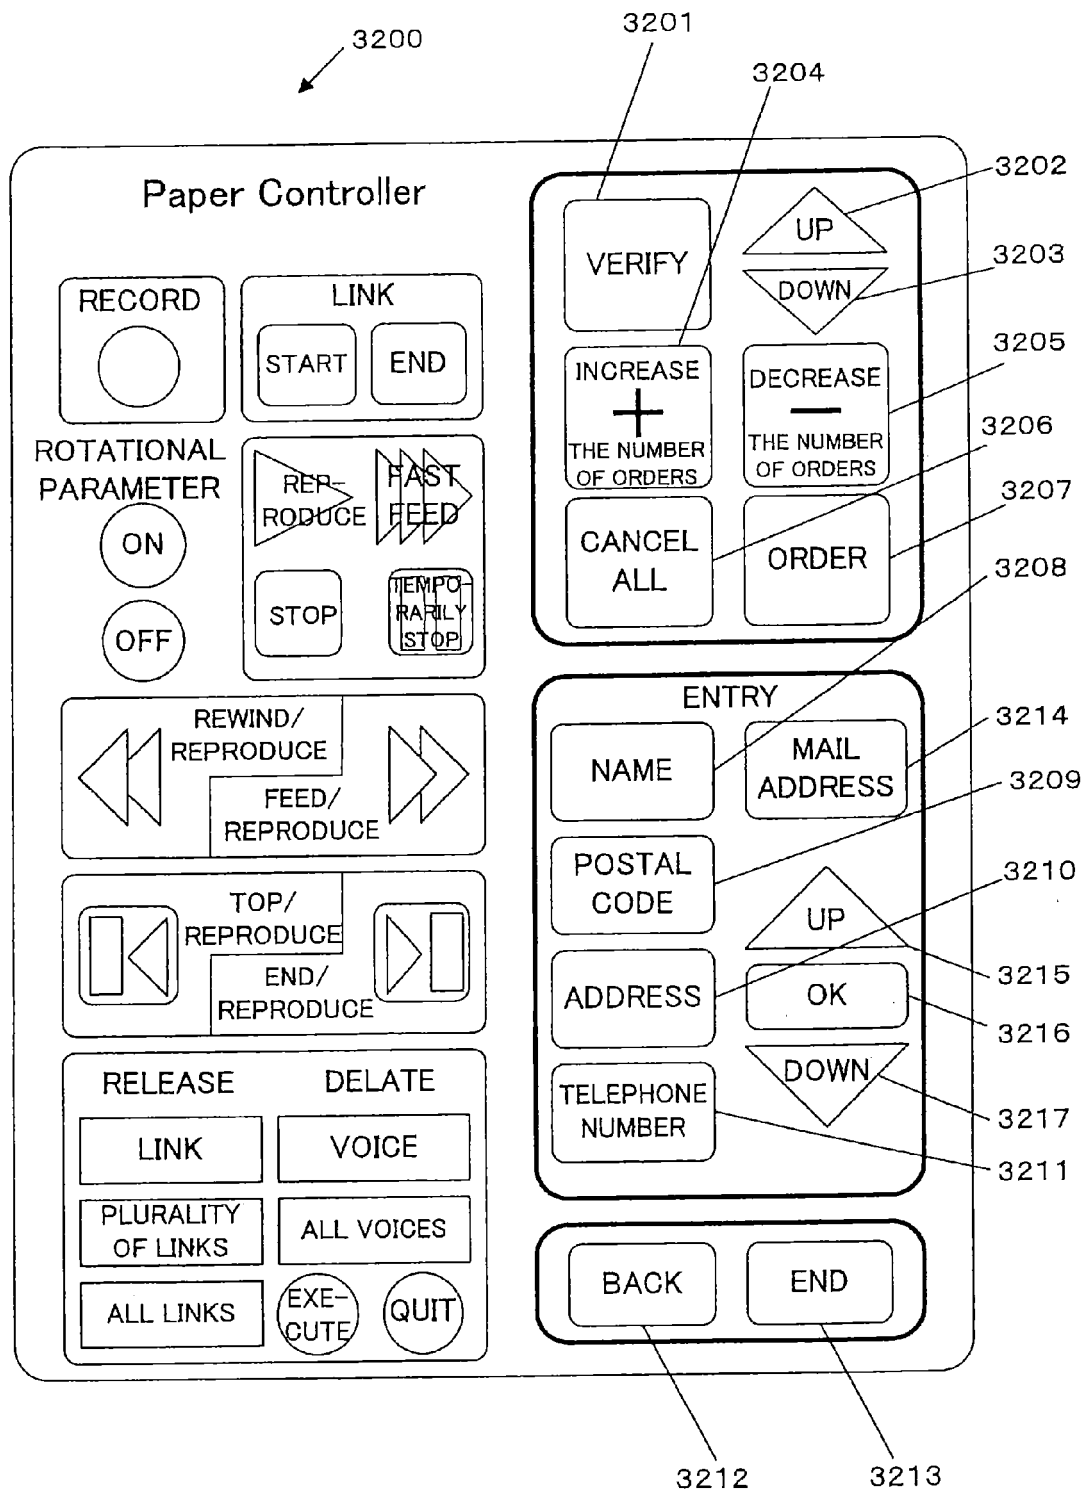 3200
3201
3204
3202
3203
3205
3206
3207
3208
3214
3209
3210
3215
3216
3217
3211
3212
3213
Paper Controller
RECORD
LINK
START
END
ROTATIONAL
PARAMETER
ON
OFF
REP-
RODUCE
FAST
FEED
STOP
TEMPO-
RARILY
STOP
REWIND/
REPRODUCE
FEED/
REPRODUCE
TOP/
REPRODUCE
END/
REPRODUCE
RELEASE
LINK
PLURALITY
OF LINKS
ALL LINKS
DELATE
VOICE
ALL VOICES
EXE-
CUTE
QUIT
VERIFY
UP
DOWN
INCREASE
+
THE NUMBER
OF ORDERS
DECREASE
−
THE NUMBER
OF ORDERS
CANCEL
ALL
ORDER
ENTRY
NAME
MAIL
ADDRESS
POSTAL
CODE
ADDRESS
TELEPHONE
NUMBER
UP
OK
DOWN
BACK
END